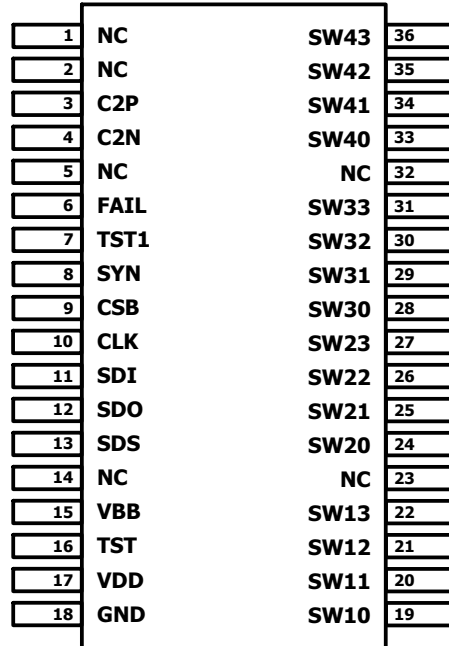 1 NC SW43 36
2 NC SW42 35
3 C2P SW41 34
4 C2N SW40 33
5 NC NC 32
6 FAIL SW33 31
7 TST1 SW32 30
8 SYN SW31 29
9 CSB SW30 28
10 CLK SW23 27
11 SDI SW22 26
12 SDO SW21 25
13 SDS SW20 24
14 NC NC 23
15 VBB SW13 22
16 TST SW12 21
17 VDD SW11 20
18 GND SW10 19